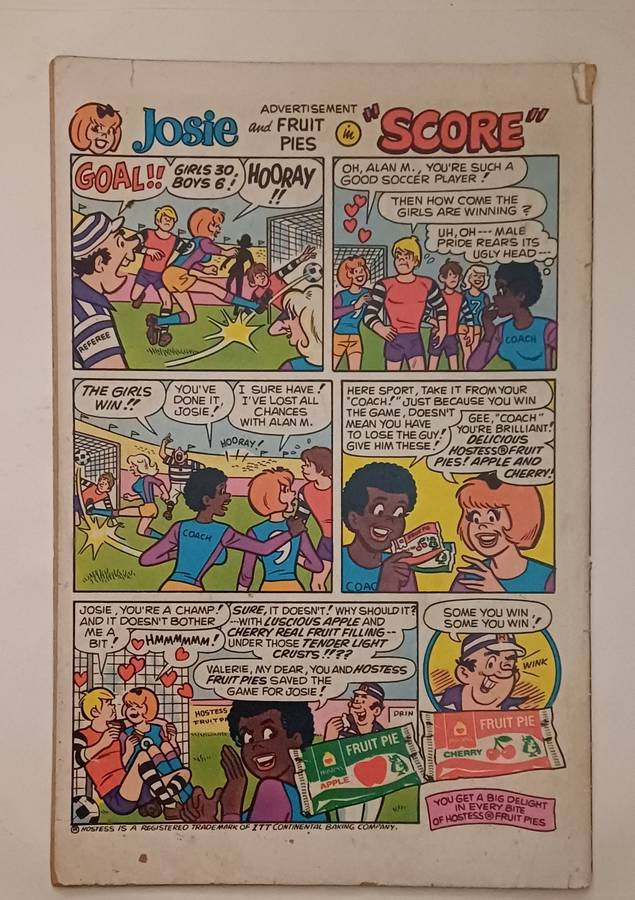 Josie
ADVERTISEMENT
and FRUIT
PIES
in
"SCORE"
GOAL!!
GIRLS 30,
BOYS 6!
HOORAY
!!
REFEREE
OH, ALAN M., YOU'RE SUCH A
GOOD SOCCER PLAYER!
THEN HOW COME THE
GIRLS ARE WINNING?
UH, OH --- MALE
PRIDE REARS ITS
UGLY HEAD---
COACH
THE GIRLS
WIN!!
YOU'VE
DONE IT,
JOSIE!
I SURE HAVE!
I'VE LOST ALL
CHANCES
WITH ALAN M.
HOORAY!
COACH
HERE SPORT, TAKE IT FROM YOUR
"COACH!" JUST BECAUSE YOU WIN
THE GAME, DOESN'T
MEAN YOU HAVE
TO LOSE THE GUY!
GIVE HIM THESE!
GEE, "COACH"
YOU'RE BRILLIANT!
DELICIOUS
HOSTESS® FRUIT
PIES! APPLE AND
CHERRY!
FRUIT PIE
COAC
JOSIE, YOU'RE A CHAMP!
AND IT DOESN'T BOTHER
ME A
BIT!
HMMMMMM!
SURE, IT DOESN'T! WHY SHOULD IT?
---WITH LUSCIOUS APPLE AND
CHERRY REAL FRUIT FILLING--
UNDER THOSE TENDER LIGHT
CRUSTS!!??
VALERIE, MY DEAR, YOU AND HOSTESS
FRUIT PIES SAVED THE
GAME FOR JOSIE!
HOSTESS
FRUIT P
DRIN
HOSTESS
FRUIT PIE
APPLE
SOME YOU WIN,
SOME YOU WIN!!
R
WINK
HOSTESS
FRUIT PIE
CHERRY
YOU GET A BIG DELIGHT
IN EVERY BITE
OF HOSTESS® FRUIT PIES
® HOSTESS IS A REGISTERED TRADEMARK OF ITT CONTINENTAL BAKING COMPANY.